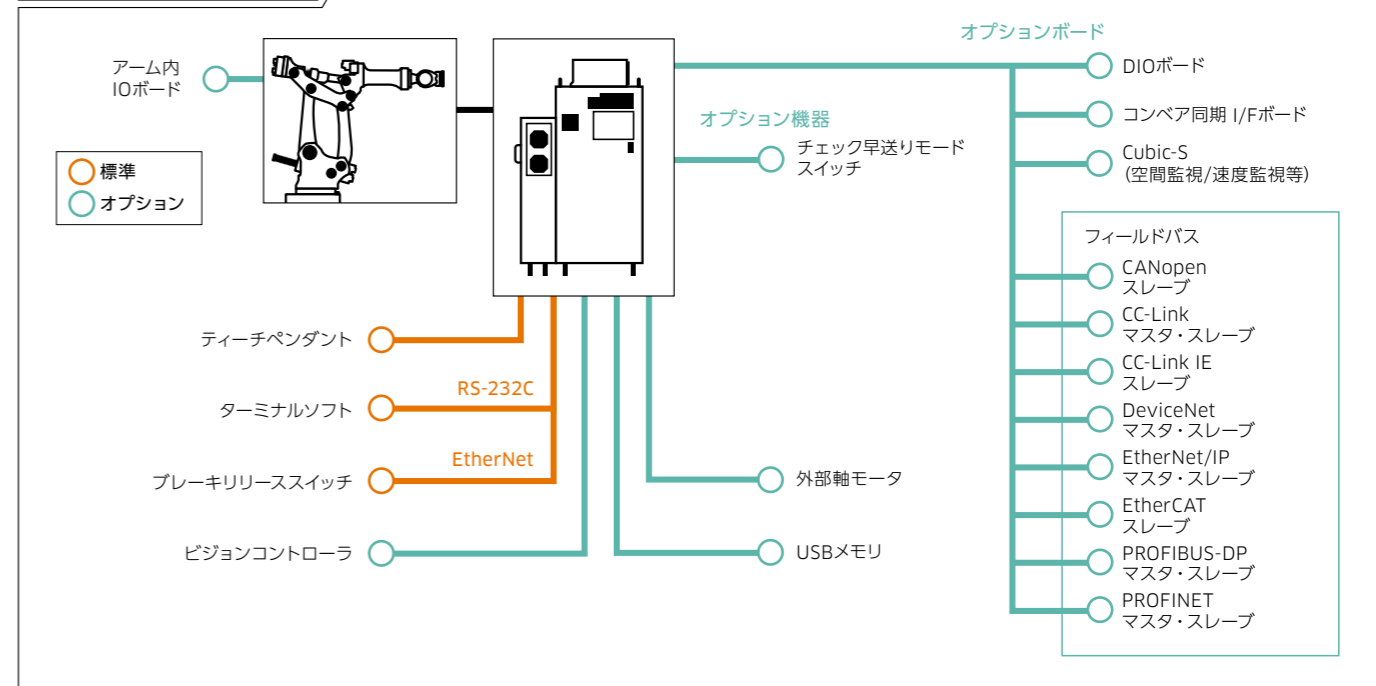 オプションボード
アーム内
IOボード
DIOボード
オプション機器
コンベア同期 I/Fボード
チェック早送りモード
スイッチ
Cubic-S
(空間監視/速度監視等)
標準
オプション
フィールドバス
CANopen
スレーブ
CC-Link
マスタ・スレーブ
CC-Link IE
スレーブ
DeviceNet
マスタ・スレーブ
EtherNet/IP
マスタ・スレーブ
EtherCAT
スレーブ
PROFIBUS-DP
マスタ・スレーブ
PROFINET
マスタ・スレーブ
ティーチペンダント
RS-232C
ターミナルソフト
EtherNet
ブレーキリリーススイッチ
外部軸モータ
ビジョンコントローラ
USBメモリ